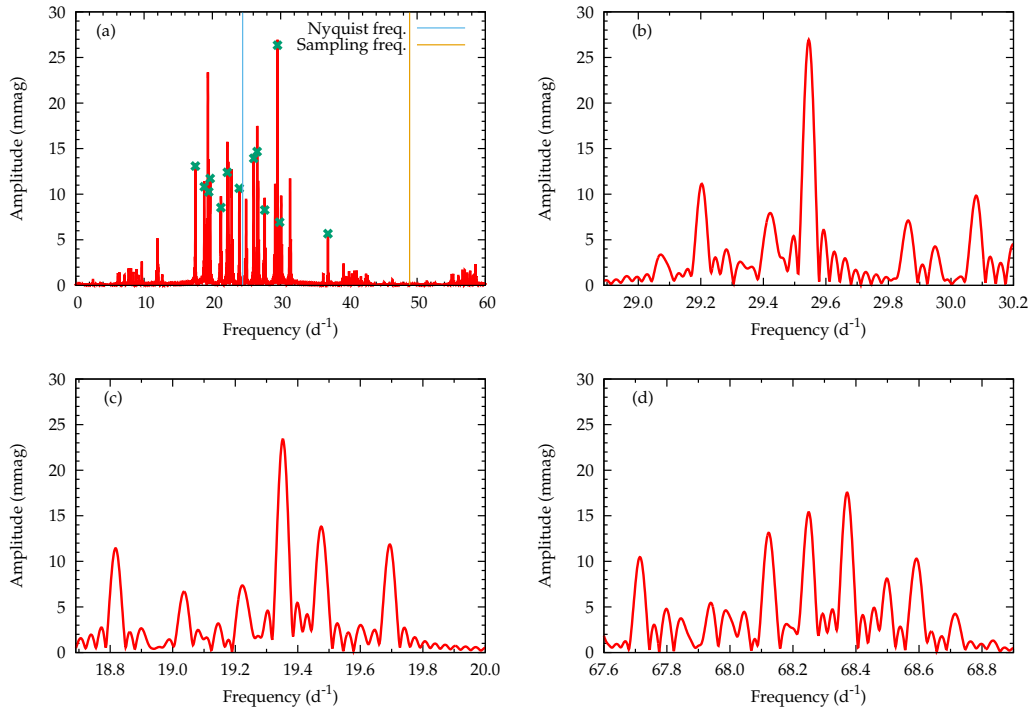 (a)
Nyquist freq.
Sampling freq.
Amplitude (mmag)
30
25
20
15
10
5
0
0 10 20 30 40 50 60
Frequency (d⁻¹)
(b)
Amplitude (mmag)
30
25
20
15
10
5
0
29.0 29.2 29.4 29.6 29.8 30.0 30.2
Frequency (d⁻¹)
(c)
Amplitude (mmag)
30
25
20
15
10
5
0
18.8 19.0 19.2 19.4 19.6 19.8 20.0
Frequency (d⁻¹)
(d)
Amplitude (mmag)
30
25
20
15
10
5
0
67.6 67.8 68.0 68.2 68.4 68.6 68.8
Frequency (d⁻¹)